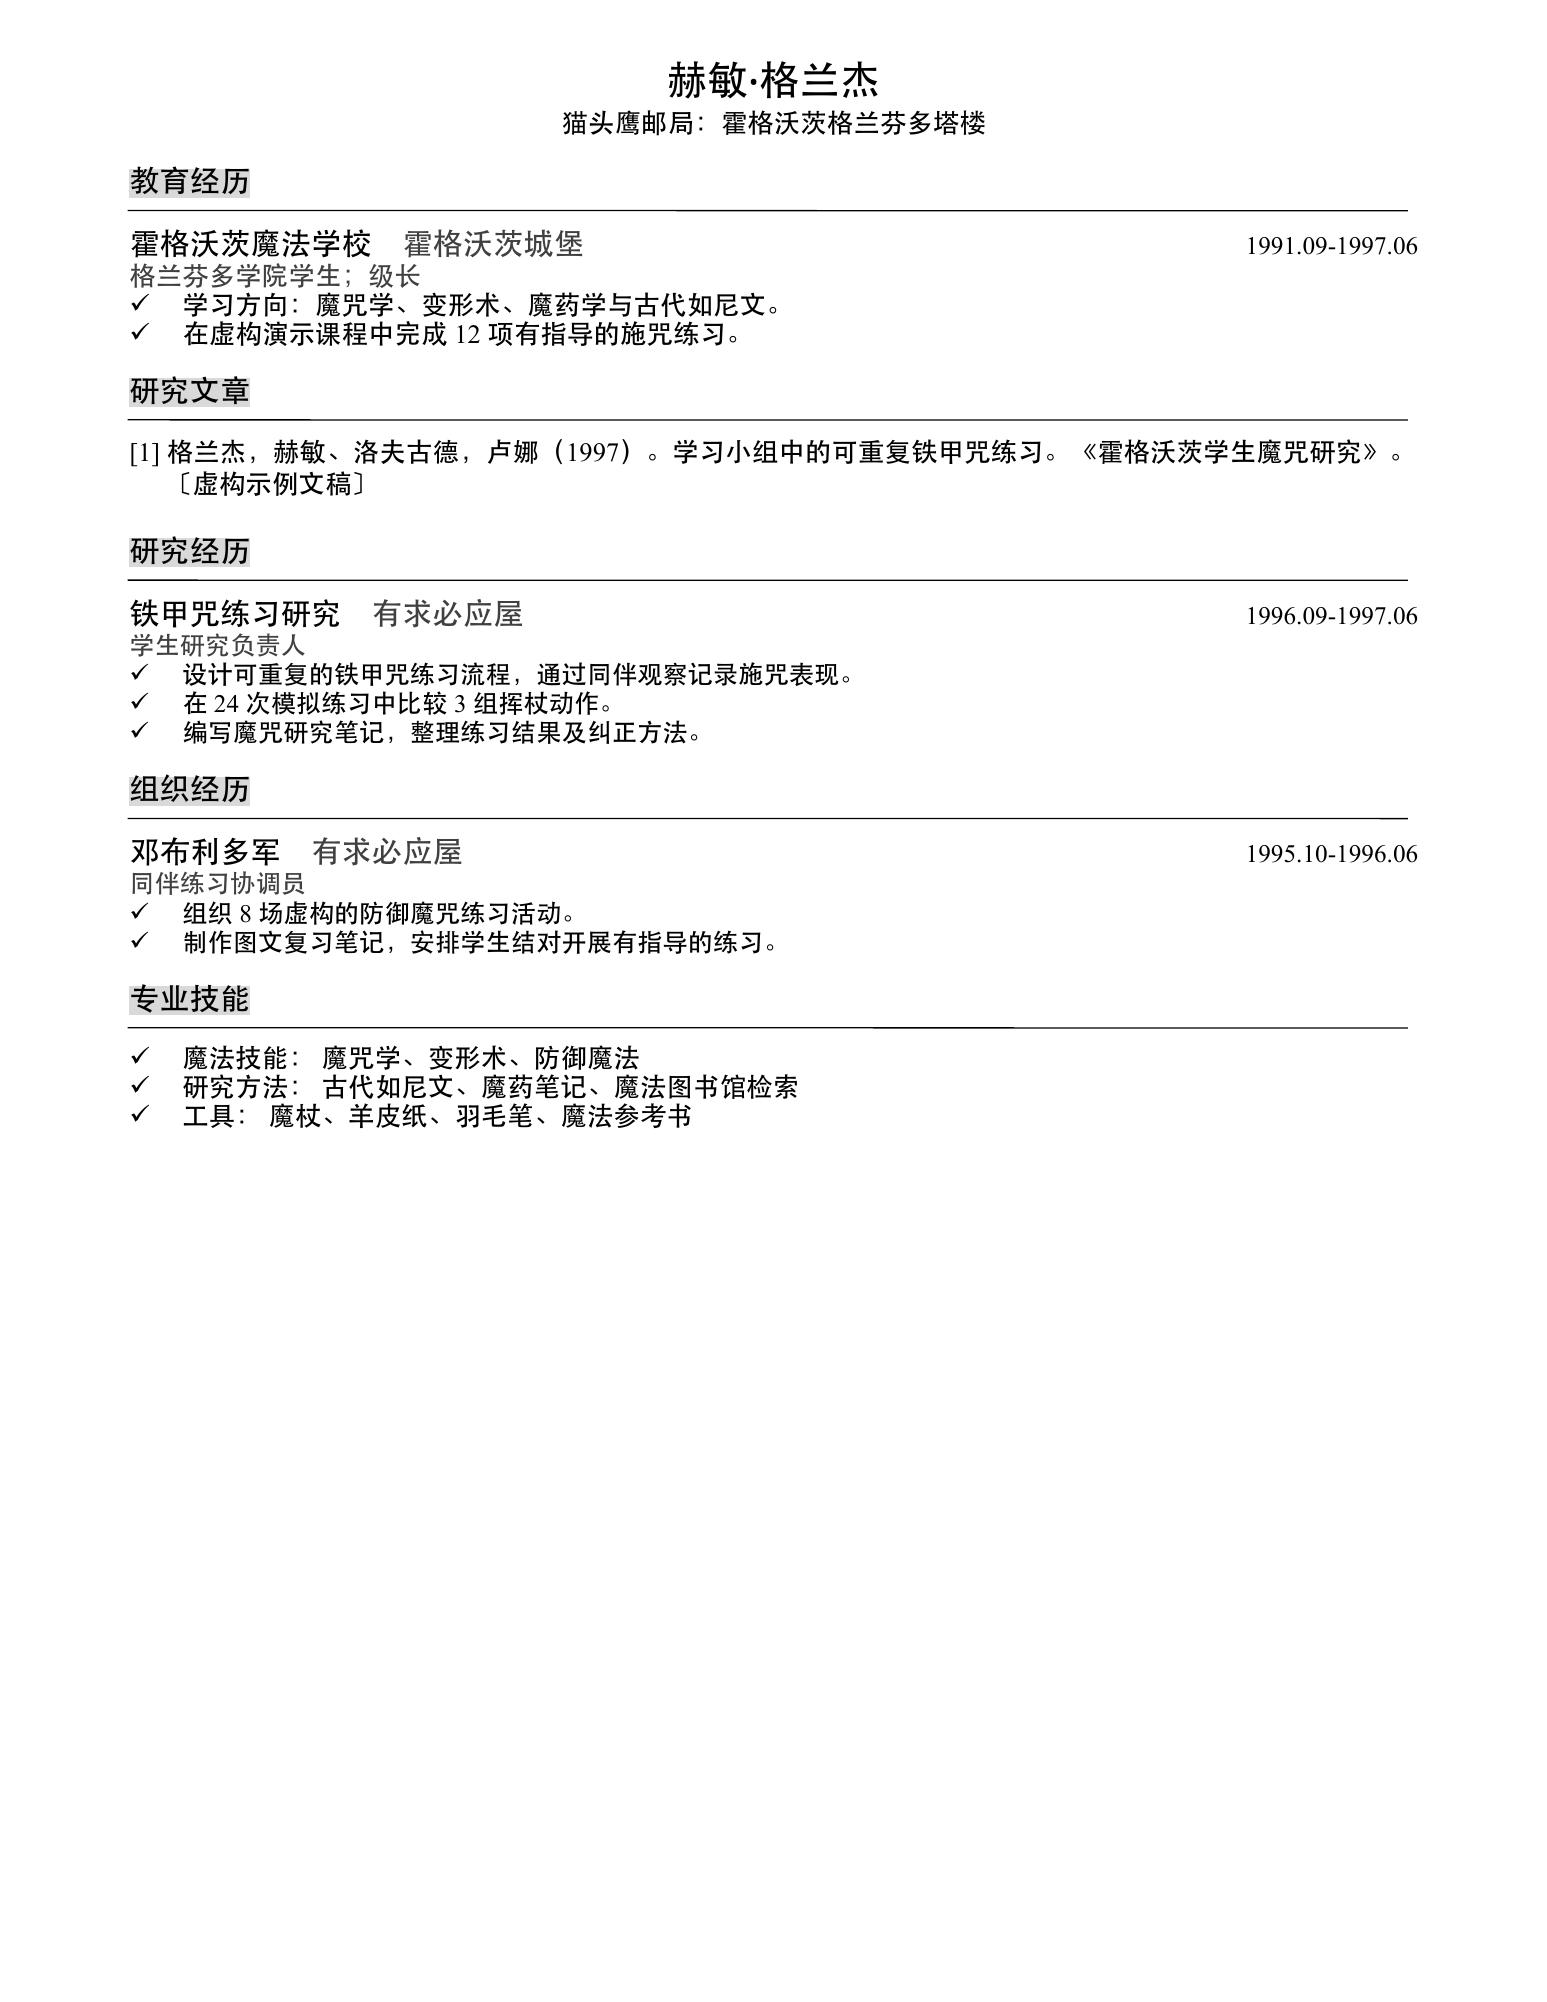 赫敏·格兰杰
猫头鹰邮局：霍格沃茨格兰芬多塔楼
教育经历
霍格沃茨魔法学校 霍格沃茨城堡 1991.09-1997.06
格兰芬多学院学生；级长
✓ 学习方向：魔咒学、变形术、魔药学与古代如尼文。
✓ 在虚构演示课程中完成 12 项有指导的施咒练习。
研究文章
[1] 格兰杰，赫敏、洛夫古德，卢娜（1997）。学习小组中的可重复铁甲咒练习。《霍格沃茨学生魔咒研究》。
〔虚构示例文稿〕
研究经历
铁甲咒练习研究 有求必应屋 1996.09-1997.06
学生研究负责人
✓ 设计可重复的铁甲咒练习流程，通过同伴观察记录施咒表现。
✓ 在 24 次模拟练习中比较 3 组挥杖动作。
✓ 编写魔咒研究笔记，整理练习结果及纠正方法。
组织经历
邓布利多军 有求必应屋 1995.10-1996.06
同伴练习协调员
✓ 组织 8 场虚构的防御魔咒练习活动。
✓ 制作图文复习笔记，安排学生结对开展有指导的练习。
专业技能
✓ 魔法技能： 魔咒学、变形术、防御魔法
✓ 研究方法： 古代如尼文、魔药笔记、魔法图书馆检索
✓ 工具： 魔杖、羊皮纸、羽毛笔、魔法参考书